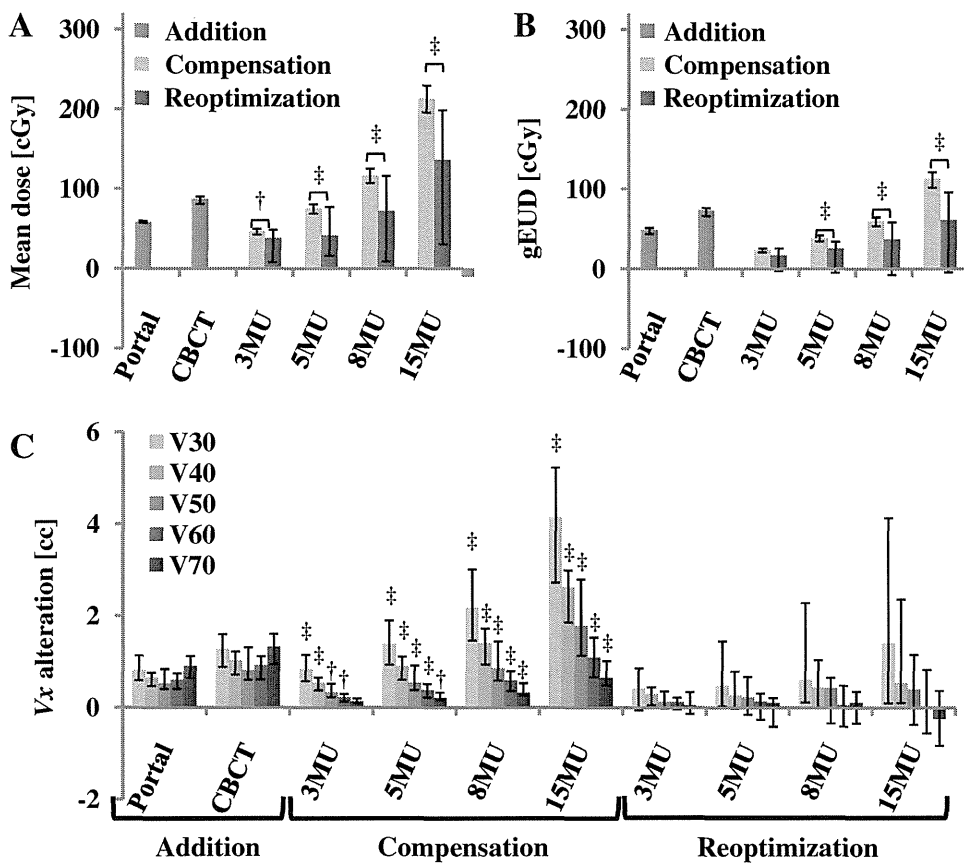 A
300
200
100
0
-100
Mean dose [cGy]
Addition
Compensation
Reoptimization
†
‡
‡
‡
Portal
CBCT
3MU
5MU
8MU
15MU
B
300
200
100
0
-100
gEUD [cGy]
Addition
Compensation
Reoptimization
‡
‡
‡
Portal
CBCT
3MU
5MU
8MU
15MU
C
6
4
2
0
-2
Vx alteration [cc]
V30
V40
V50
V60
V70
‡ ‡ † †
‡ ‡ ‡ ‡ †
‡ ‡ ‡ ‡ ‡
‡ ‡ ‡ ‡ ‡
Portal
CBCT
3MU
5MU
8MU
15MU
3MU
5MU
8MU
15MU
Addition
Compensation
Reoptimization